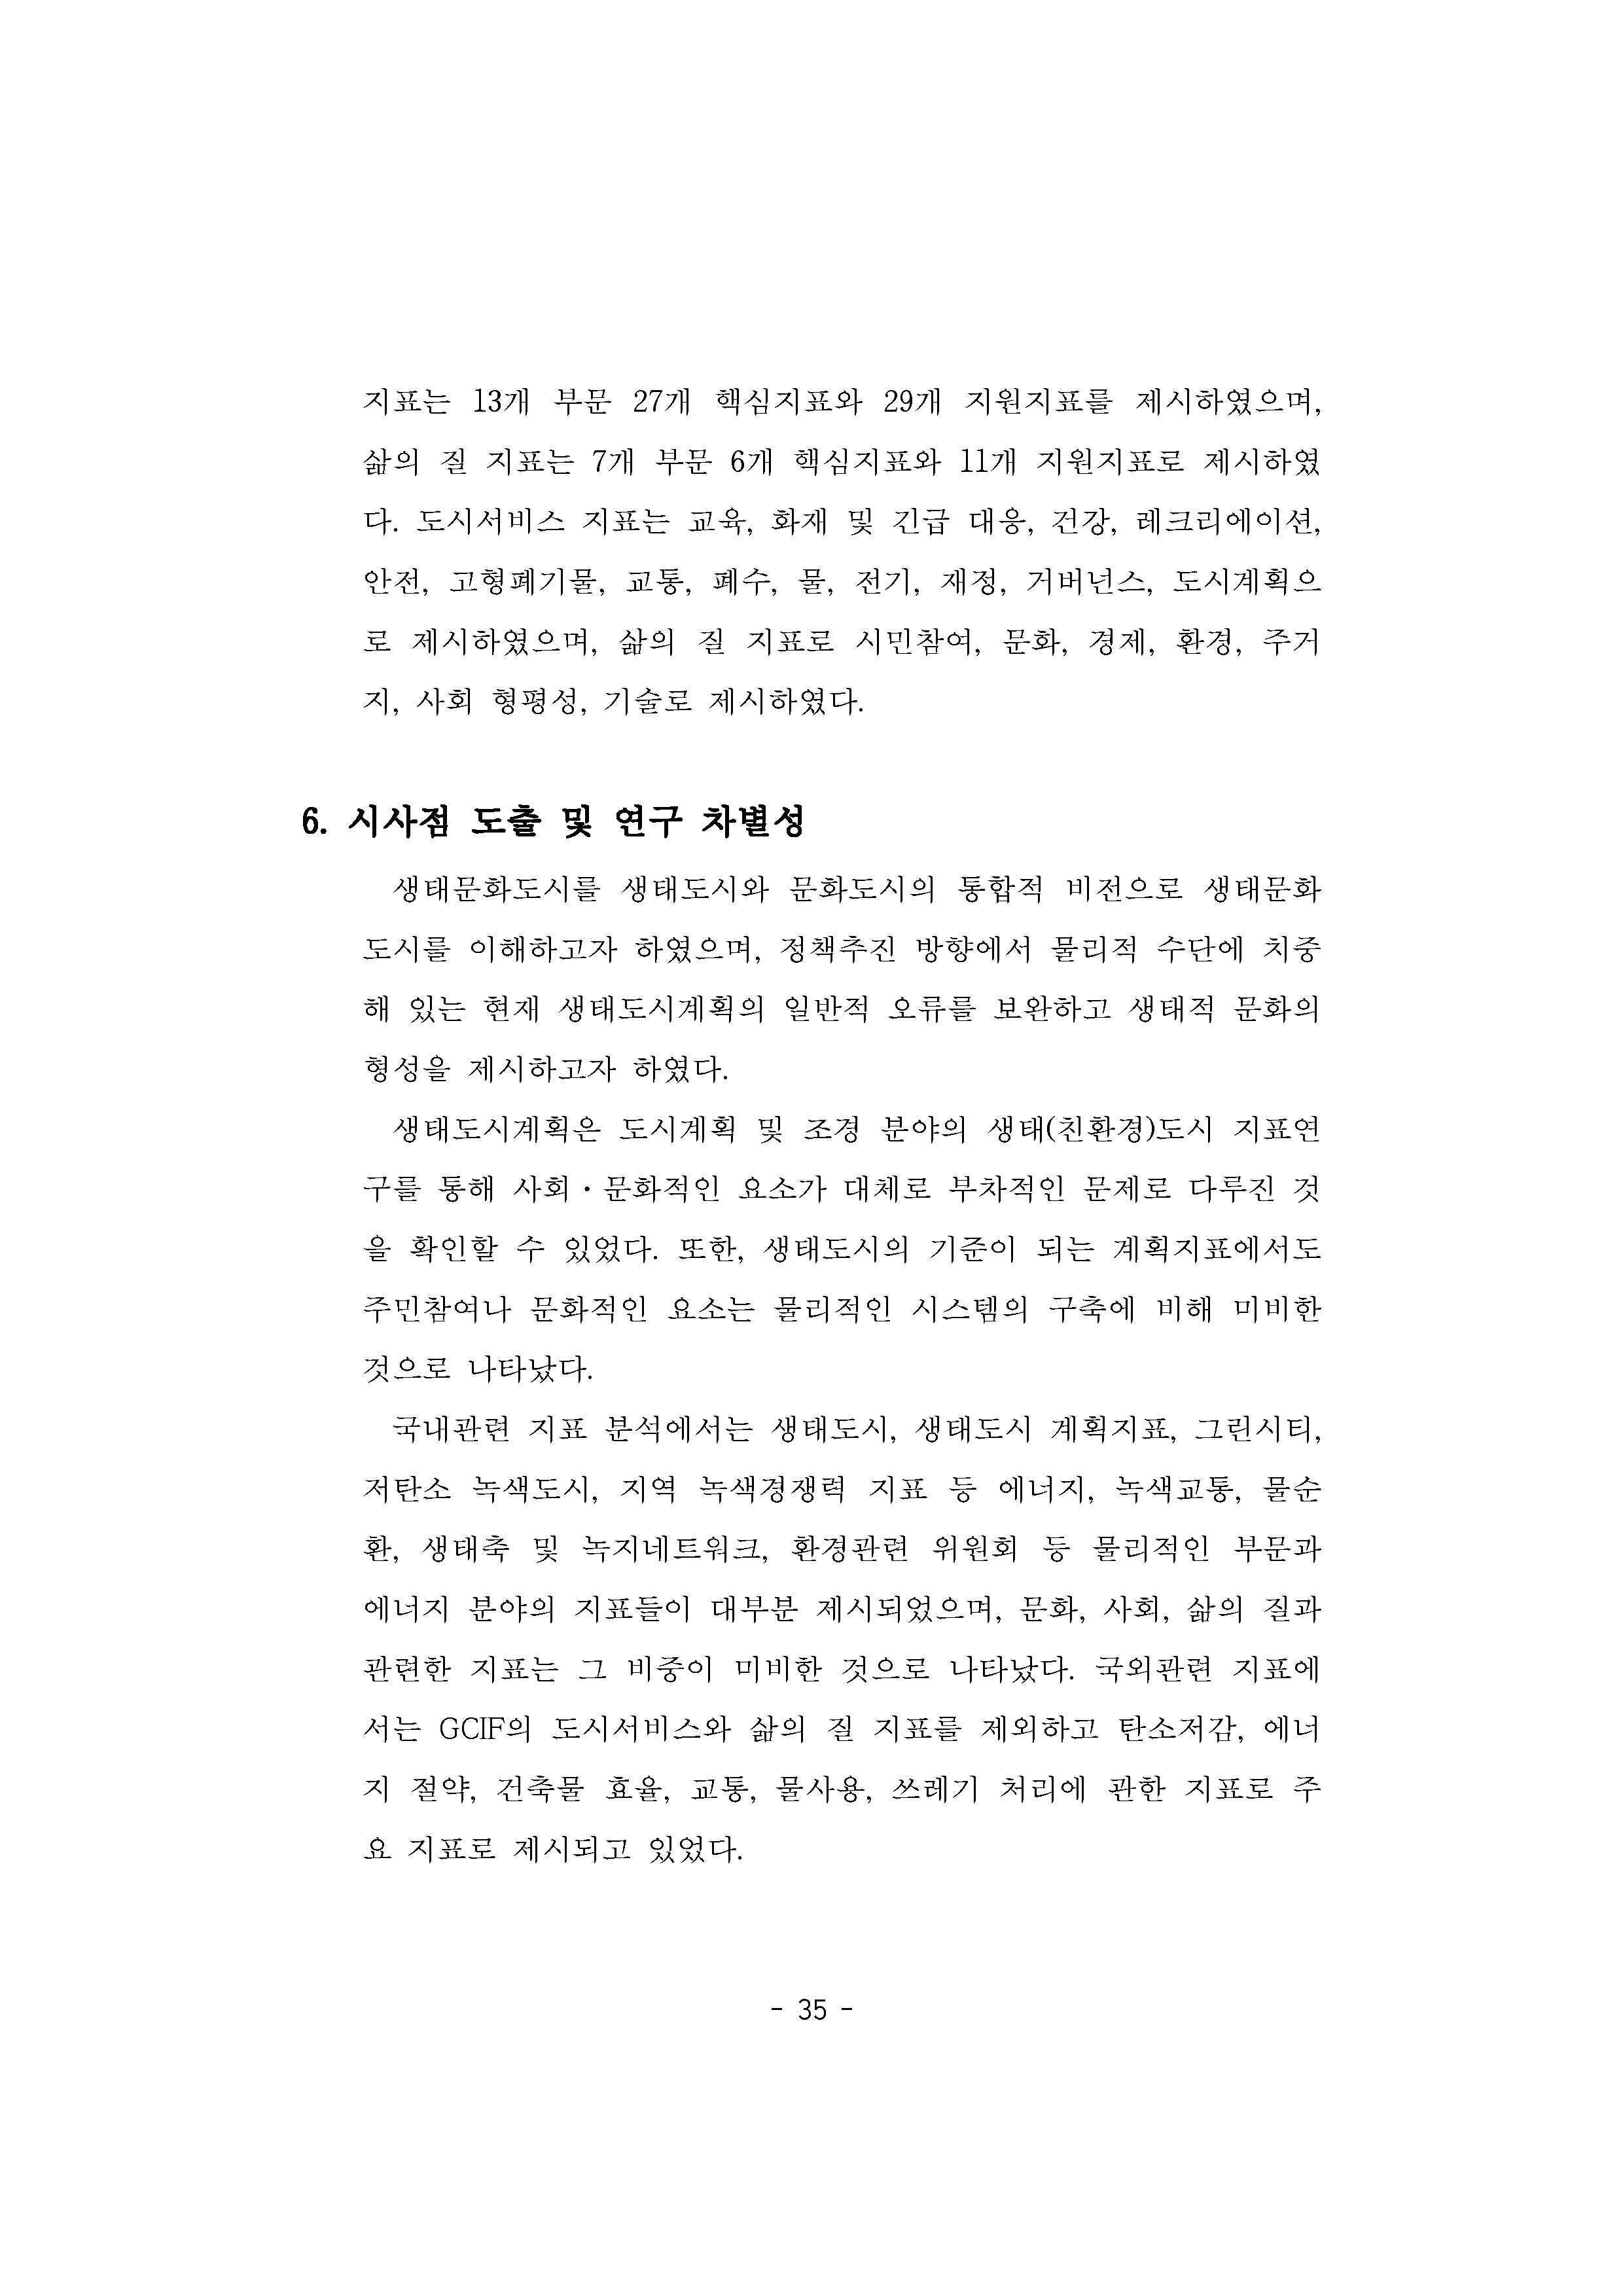 지표는 13개 부문 27개 핵심지표와 29개 지원지표를 제시하였으며,
삶의 질 지표는 7개 부문 6개 핵심지표와 11개 지원지표로 제시하였
다. 도시서비스 지표는 교육, 화재 및 긴급 대응, 건강, 레크리에이션,
안전, 고형폐기물, 교통, 폐수, 물, 전기, 재정, 거버넌스, 도시계획으
로 제시하였으며, 삶의 질 지표로 시민참여, 문화, 경제, 환경, 주거
지, 사회 형평성, 기술로 제시하였다.
6. 시사점 도출 및 연구 차별성
생태문화도시를 생태도시와 문화도시의 통합적 비전으로 생태문화
도시를 이해하고자 하였으며, 정책추진 방향에서 물리적 수단에 치중
해 있는 현재 생태도시계획의 일반적 오류를 보완하고 생태적 문화의
형성을 제시하고자 하였다.
생태도시계획은 도시계획 및 조경 분야의 생태(친환경)도시 지표연
구를 통해 사회·문화적인 요소가 대체로 부차적인 문제로 다루진 것
을 확인할 수 있었다. 또한, 생태도시의 기준이 되는 계획지표에서도
주민참여나 문화적인 요소는 물리적인 시스템의 구축에 비해 미비한
것으로 나타났다.
국내관련 지표 분석에서는 생태도시, 생태도시 계획지표, 그린시티,
저탄소 녹색도시, 지역 녹색경쟁력 지표 등 에너지, 녹색교통, 물순
환, 생태축 및 녹지네트워크, 환경관련 위원회 등 물리적인 부문과
에너지 분야의 지표들이 대부분 제시되었으며, 문화, 사회, 삶의 질과
관련한 지표는 그 비중이 미비한 것으로 나타났다. 국외관련 지표에
서는 GCIF의 도시서비스와 삶의 질 지표를 제외하고 탄소저감, 에너
지 절약, 건축물 효율, 교통, 물사용, 쓰레기 처리에 관한 지표로 주
요 지표로 제시되고 있었다.
- 35 -